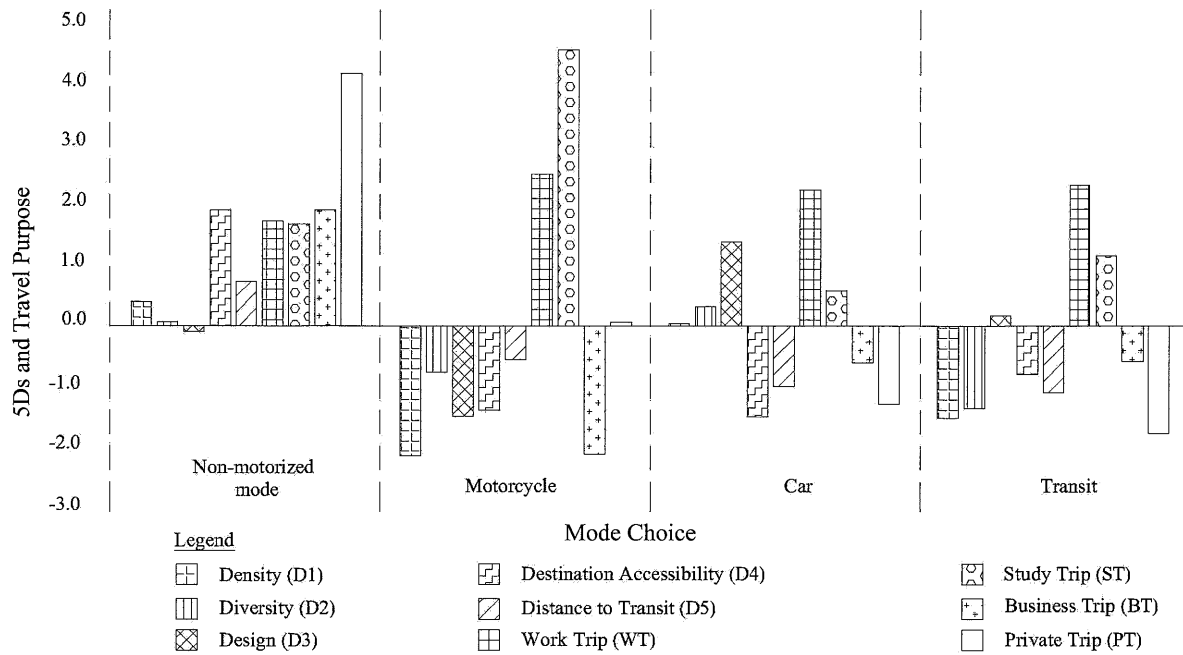 5.0
4.0
3.0
2.0
1.0
0.0
-1.0
-2.0
-3.0
5Ds and Travel Purpose
Non-motorized
mode
Motorcycle
Car
Transit
Mode Choice
Legend
Density (D1)
Diversity (D2)
Design (D3)
Destination Accessibility (D4)
Distance to Transit (D5)
Work Trip (WT)
Study Trip (ST)
Business Trip (BT)
Private Trip (PT)